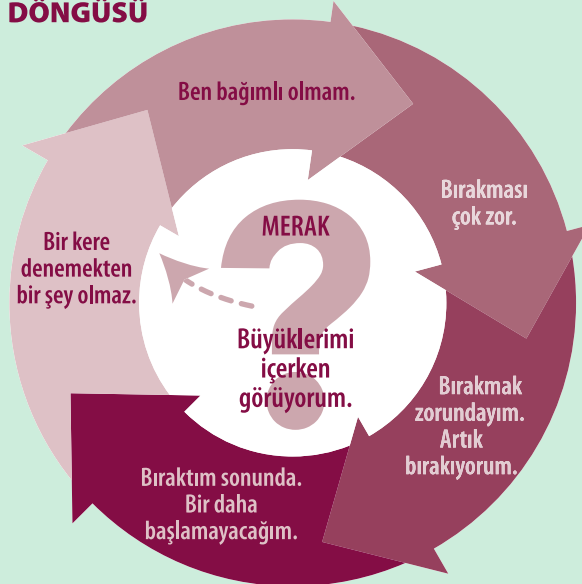 DÖNGÜSÜ
Ben bağımlı olmam.
Bırakması
çok zor.
Bırakmak
zorundayım.
Artık
bırakıyorum.
Bıraktım sonunda.
Bir daha
başlamayacağım.
Bir kere
denemekten
bir şey olmaz.
MERAK
?
Büyüklerimi
içerken
görüyorum.